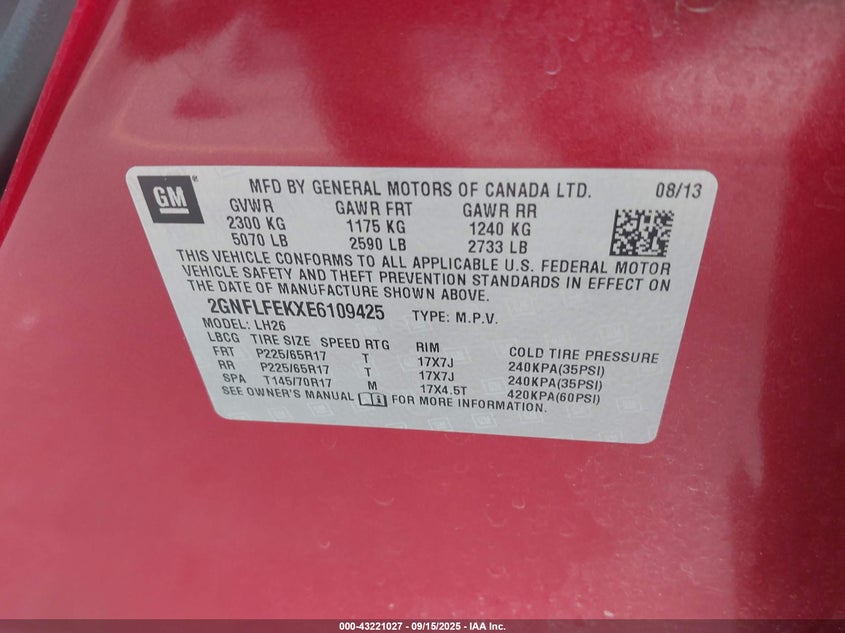 GM MFD BY GENERAL MOTORS OF CANADA LTD. 08/13
GVWR GAWR FRT GAWR RR
2300 KG 1175 KG 1240 KG
5070 LB 2590 LB 2733 LB
THIS VEHICLE CONFORMS TO ALL APPLICABLE U.S. FEDERAL MOTOR
VEHICLE SAFETY AND THEFT PREVENTION STANDARDS IN EFFECT ON
THE DATE OF MANUFACTURE SHOWN ABOVE.
2GNFLFEKXE6109425 TYPE: M.P.V.
MODEL: LH26
LBCG TIRE SIZE SPEED RTG RIM COLD TIRE PRESSURE
FRT P225/65R17 T 17X7J 240KPA(35PSI)
RR P225/65R17 T 17X7J 240KPA(35PSI)
SPA T145/70R17 M 17X4.5T 420KPA(60PSI)
SEE OWNER'S MANUAL FOR MORE INFORMATION.
000-43221027 - 09/15/2025 - IAA Inc.